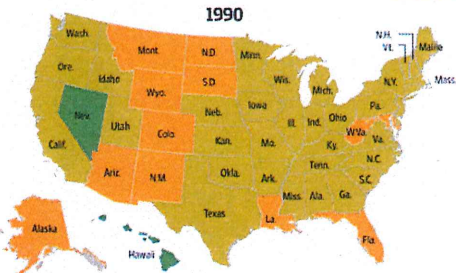 1990
Wash.
Mont.
N.D.
Minn.
N.H.
Vt.
Maine
Ore.
Idaho
S.D.
Wis.
Mich.
N.Y.
Mass.
Wyo.
Nev.
Utah
Colo.
Neb.
Iowa
Ill.
Ind.
Ohio
Pa.
W.Va.
Va.
Calif.
Kan.
Mo.
Ky.
N.C.
Tenn.
Ariz.
N.M.
Okla.
Ark.
S.C.
Miss.
Ala.
Ga.
Texas
La.
Fla.
Alaska
Hawaii